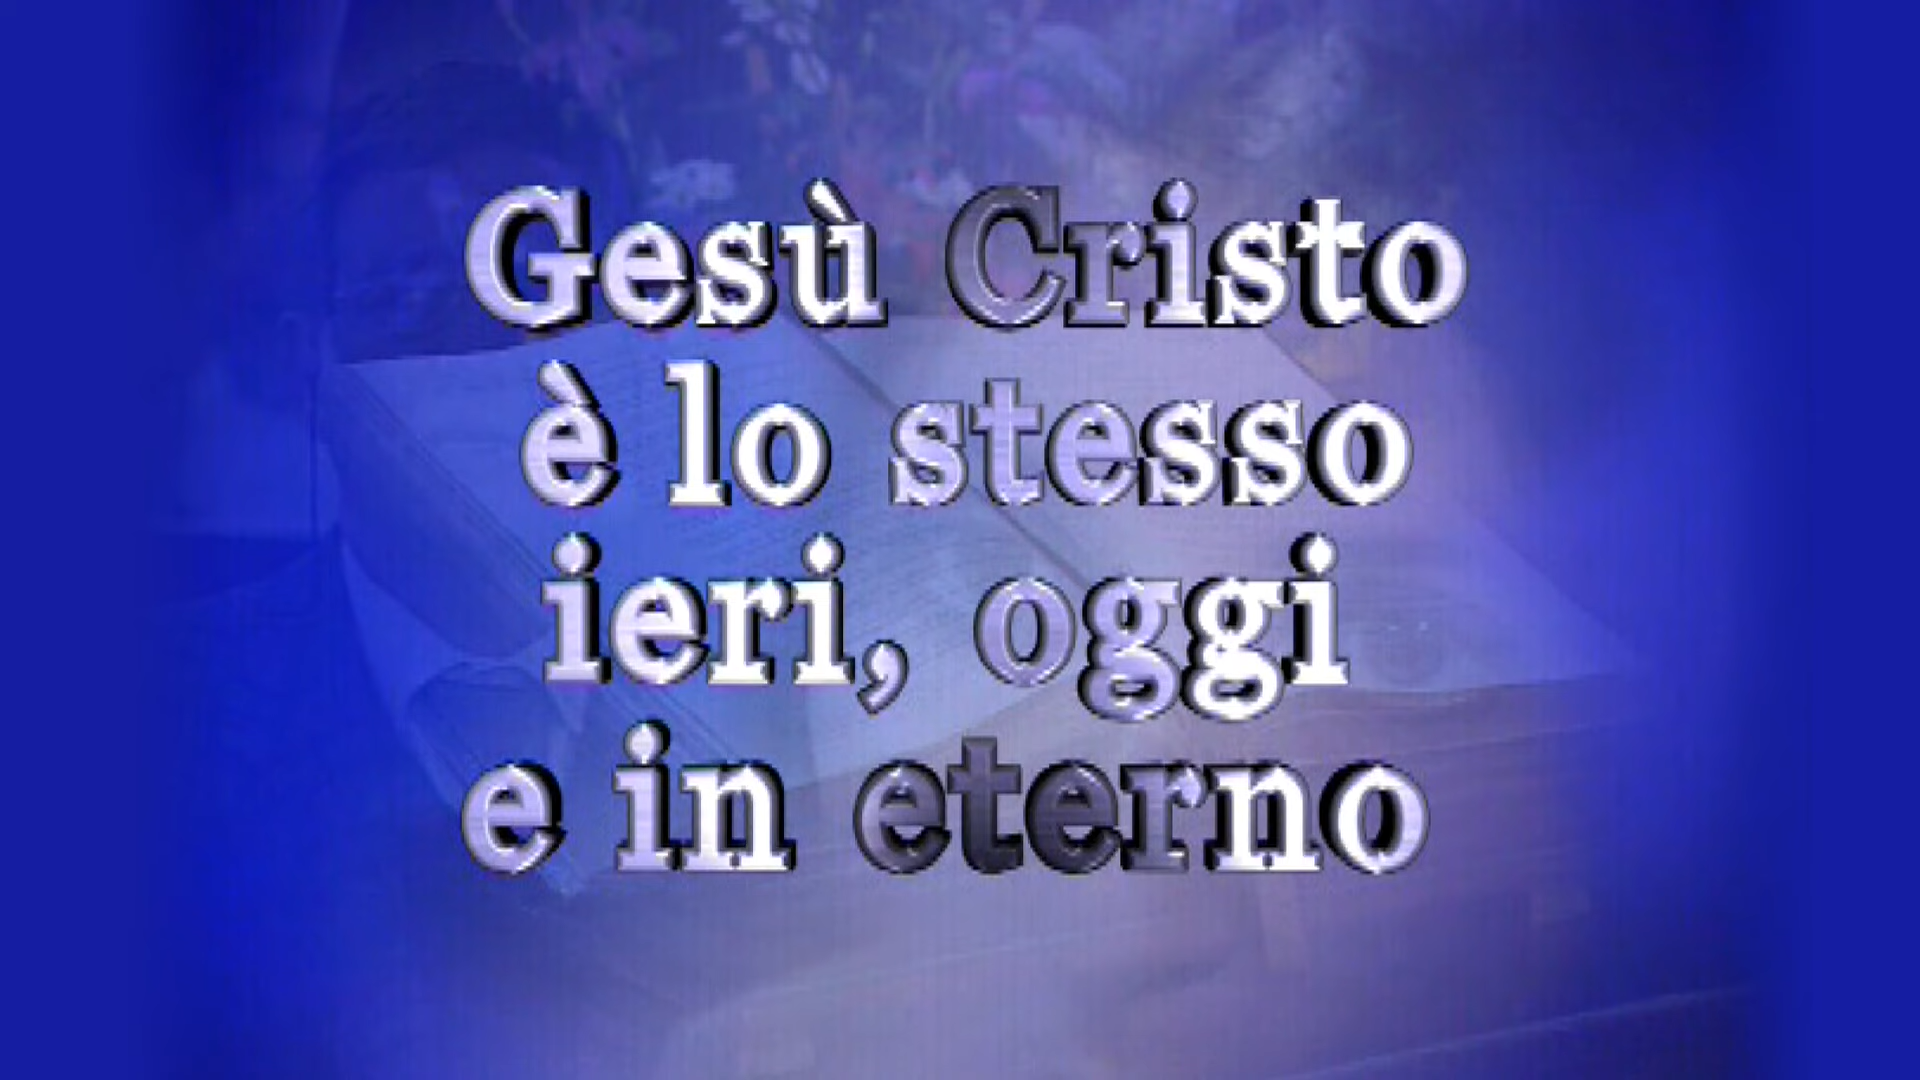 Gesù Cristo
è lo stesso
ieri, oggi
e in eterno